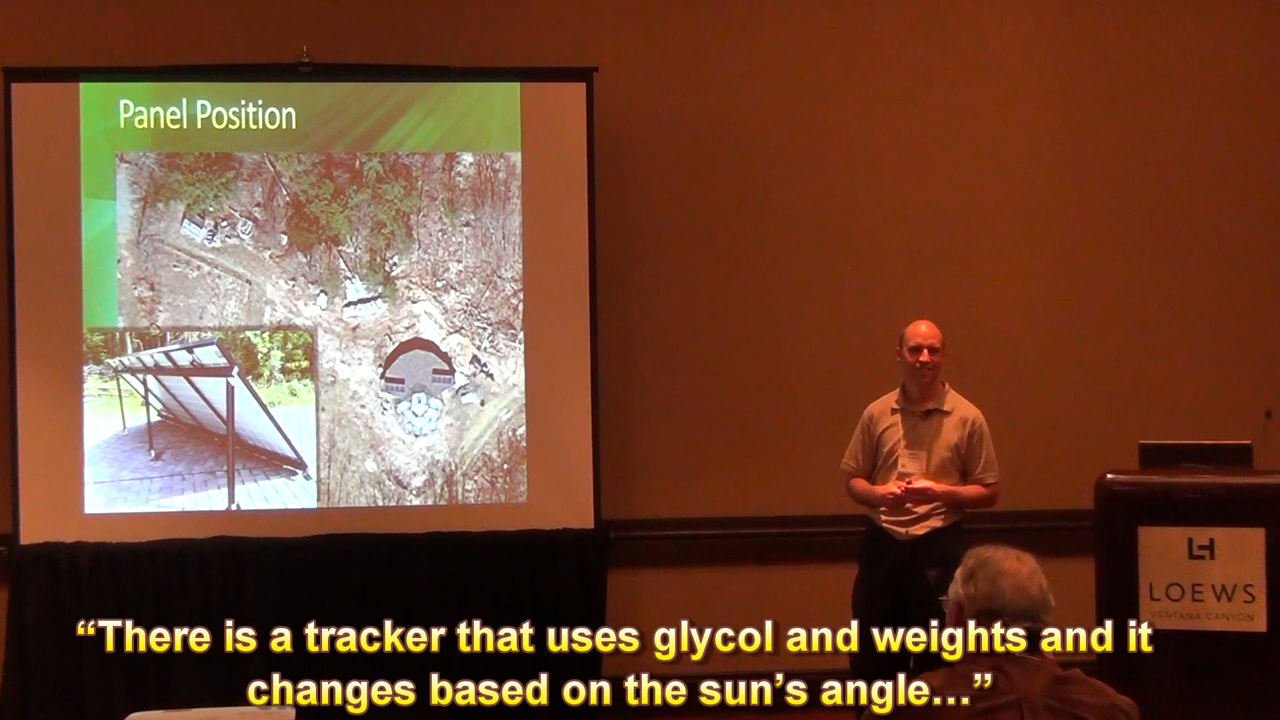 Panel Position
LOEWS
VENTANA CANYON
“There is a tracker that uses glycol and weights and it
changes based on the sun’s angle…”